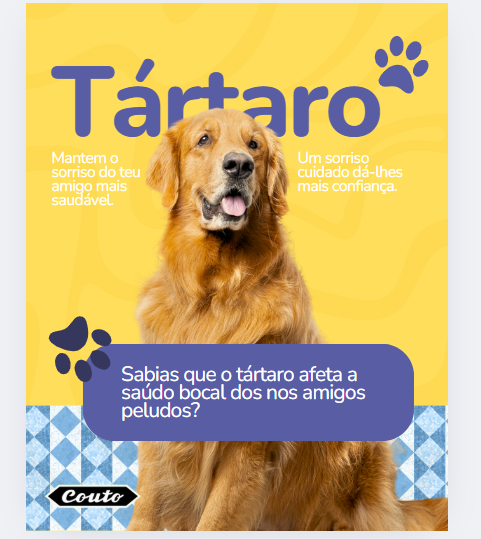 Tártaro
Mantem o
sorriso do teu
amigo mais
saudável.
Um sorriso
cuidado dá-lhes
mais confiança.
Sabias que o tártaro afeta a
saúdo bocal dos nos amigos
peludos?
Couto